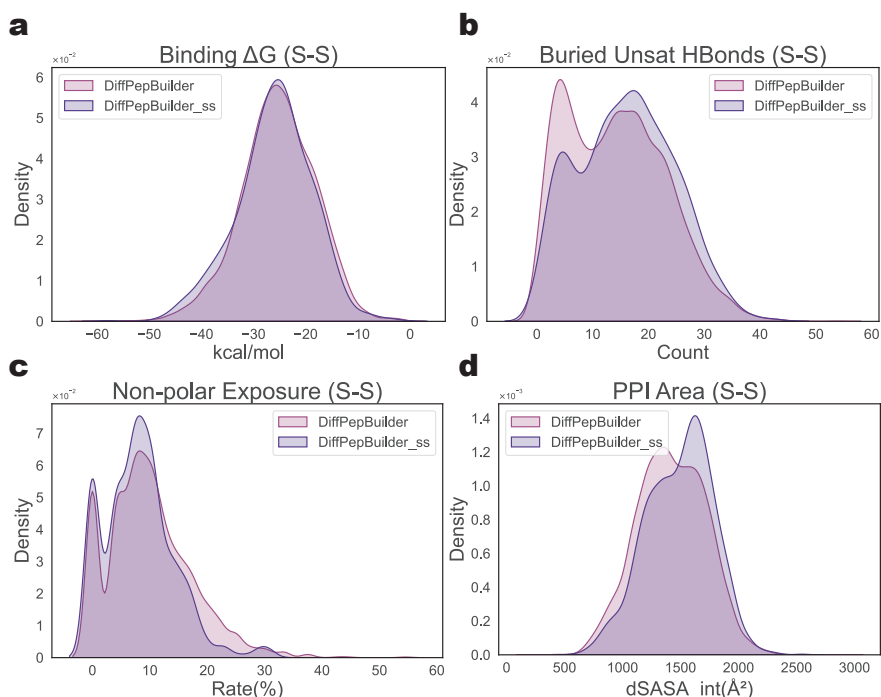 a
Binding ΔG (S-S)
×10⁻²
6
5
4
3
2
1
0
Density
DiffPepBuilder
DiffPepBuilder_ss
−60 −50 −40 −30 −20 −10 0
kcal/mol
b
Buried Unsat HBonds (S-S)
×10⁻²
4
3
2
1
0
Density
DiffPepBuilder
DiffPepBuilder_ss
0 10 20 30 40 50 60
Count
c
Non-polar Exposure (S-S)
×10⁻²
7
6
5
4
3
2
1
0
Density
DiffPepBuilder
DiffPepBuilder_ss
0 10 20 30 40 50 60
Rate(%)
d
PPI Area (S-S)
×10⁻³
1.4
1.2
1.0
0.8
0.6
0.4
0.2
0.0
Density
DiffPepBuilder
DiffPepBuilder_ss
0 500 1000 1500 2000 2500 3000
dSASA_int(Å²)